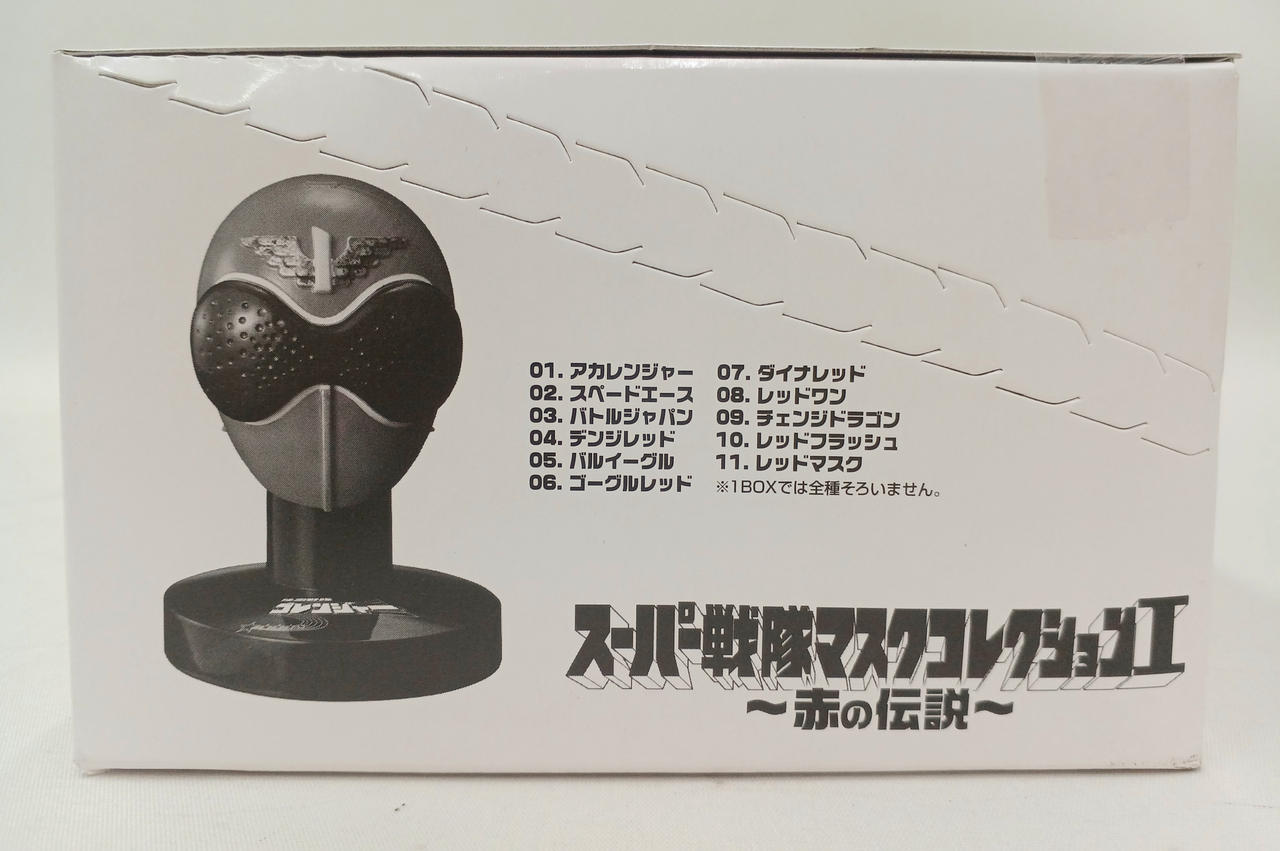 01. アカレンジャー
02. スペードエース
03. バトルジャパン
04. デンジレッド
05. バルイーグル
06. ゴーグルレッド
07. ダイナレッド
08. レッドワン
09. チェンジドラゴン
10. レッドフラッシュ
11. レッドマスク
※1BOXでは全種そろいません。
コレンジャー
スーパー戦隊マスクコレクションI
～赤の伝説～